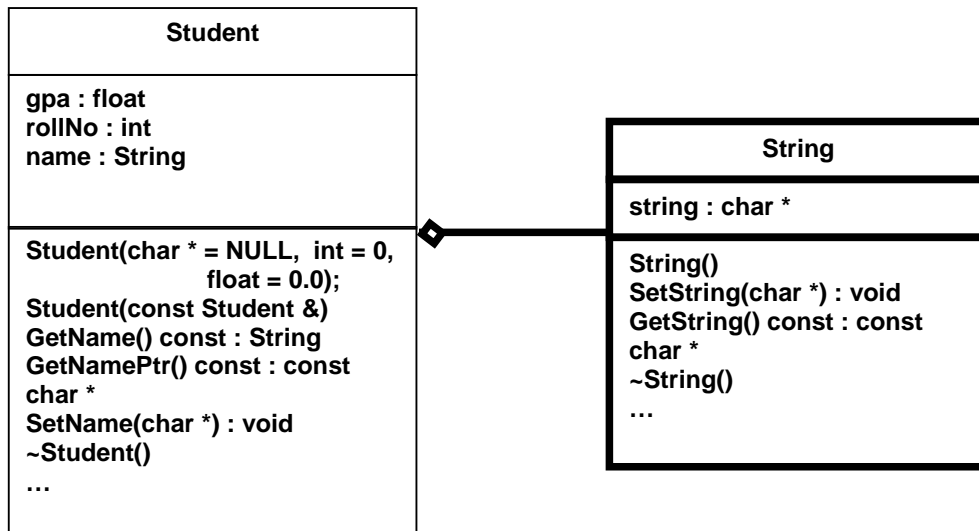 Student
gpa : float
rollNo : int
name : String
Student(char * = NULL,  int = 0,
float = 0.0);
Student(const Student &)
GetName() const : String
GetNamePtr() const : const
char *
SetName(char *) : void
~Student()
…
String
string : char *
String()
SetString(char *) : void
GetString() const : const
char *
~String()
…